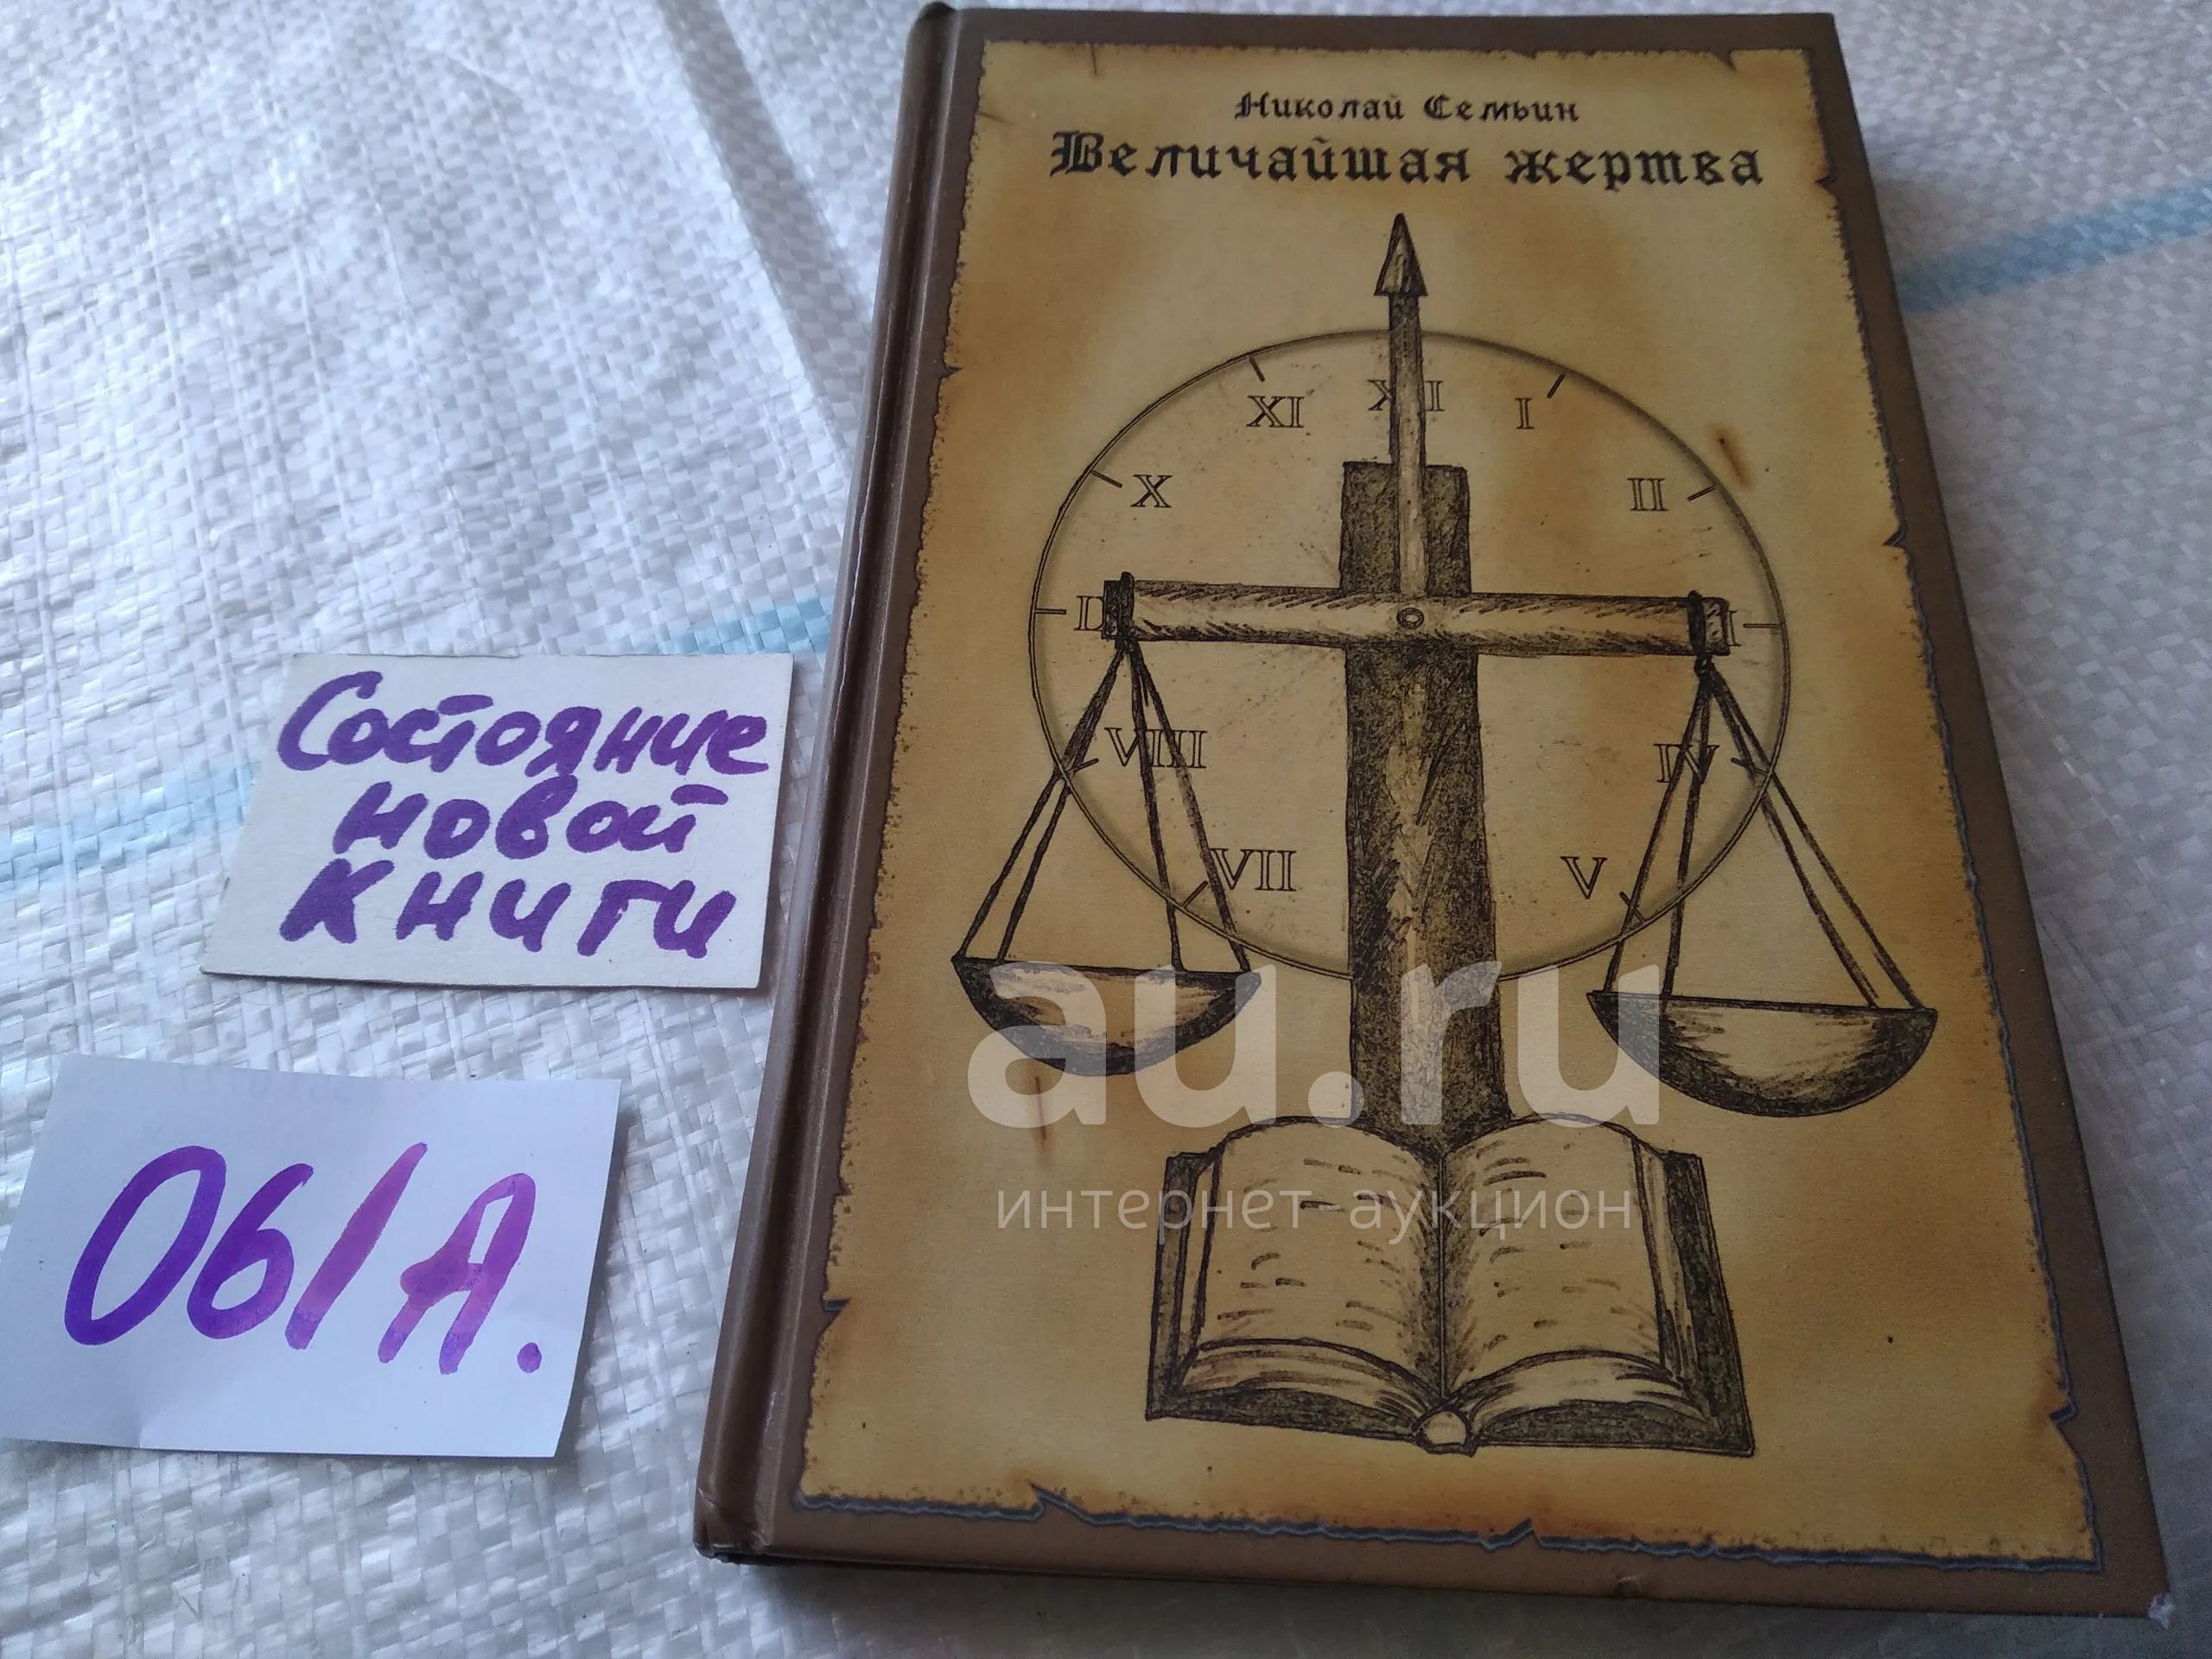 Николай Семьин
Величайшая жертва
XI
XII
I
X
II
VIII
IV
VII
V
Состояние
новой
книги
061А.
au.ru
интернет-аукцион